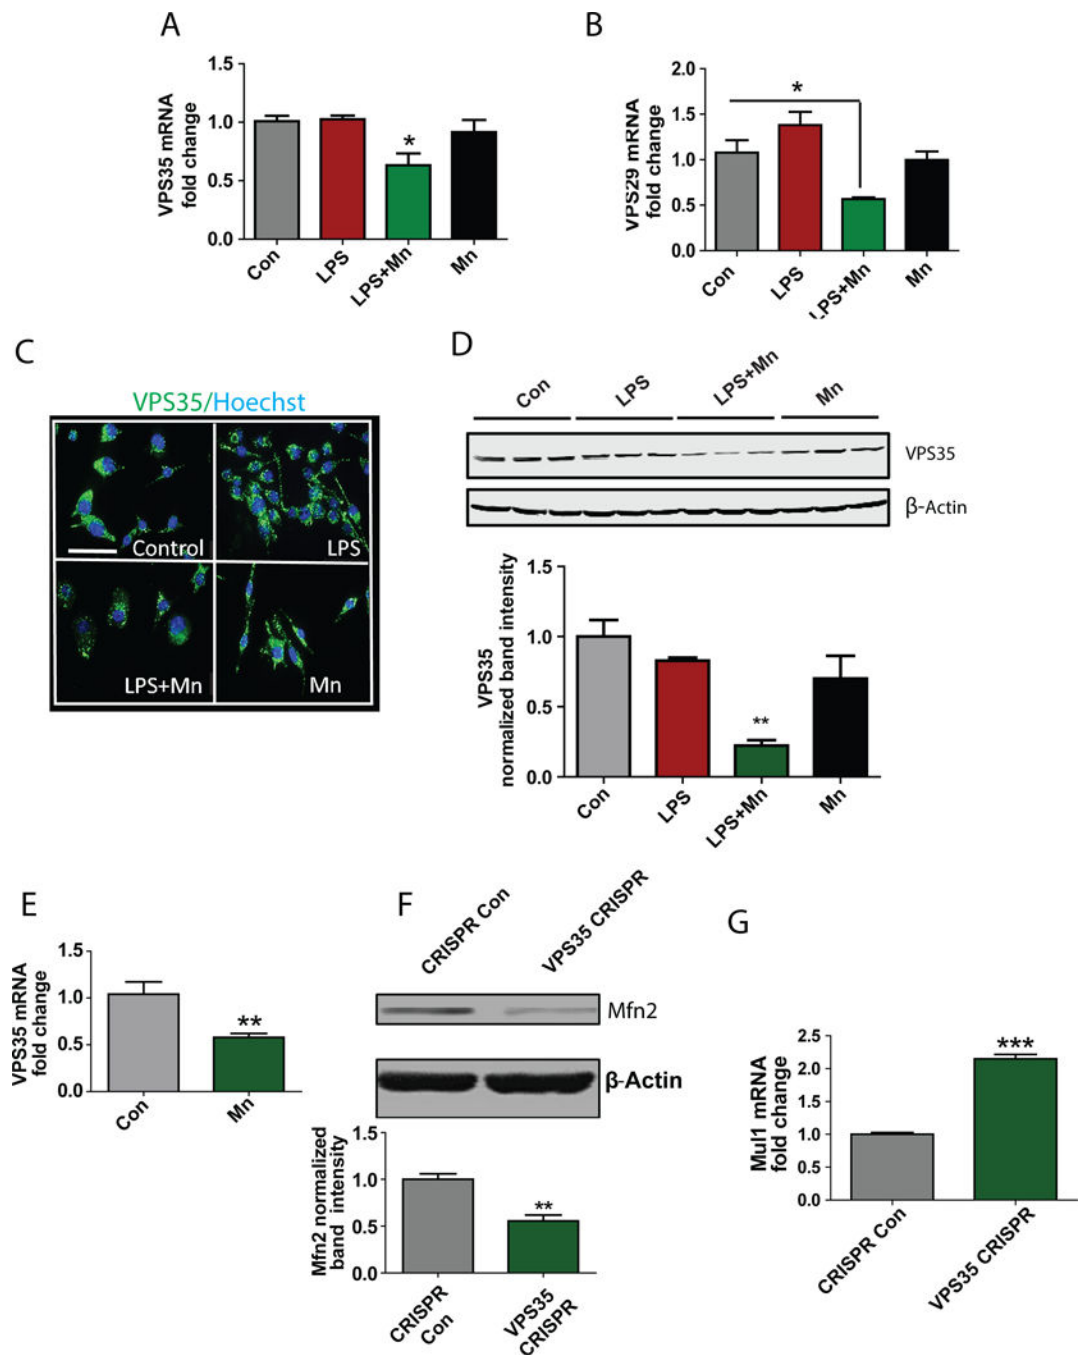 A
VPS35 mRNA
fold change
1.5
1.0
0.5
0.0
*
Con
LPS
LPS+Mn
Mn
B
VPS29 mRNA
fold change
2.0
1.5
1.0
0.5
0.0
*
Con
LPS
LPS+Mn
Mn
C
VPS35/Hoechst
Control
LPS
LPS+Mn
Mn
D
Con
LPS
LPS+Mn
Mn
VPS35
β-Actin
VPS35
normalized band intensity
1.5
1.0
0.5
0.0
**
Con
LPS
LPS+Mn
Mn
E
VPS35 mRNA
fold change
1.5
1.0
0.5
0.0
**
Con
Mn
F
CRISPR Con
VPS35 CRISPR
Mfn2
β-Actin
Mfn2 normalized
band intensity
1.5
1.0
0.5
0.0
**
CRISPR
Con
VPS35
CRISPR
G
Mul1 mRNA
fold change
2.5
2.0
1.5
1.0
0.5
0.0
***
CRISPR Con
VPS35 CRISPR